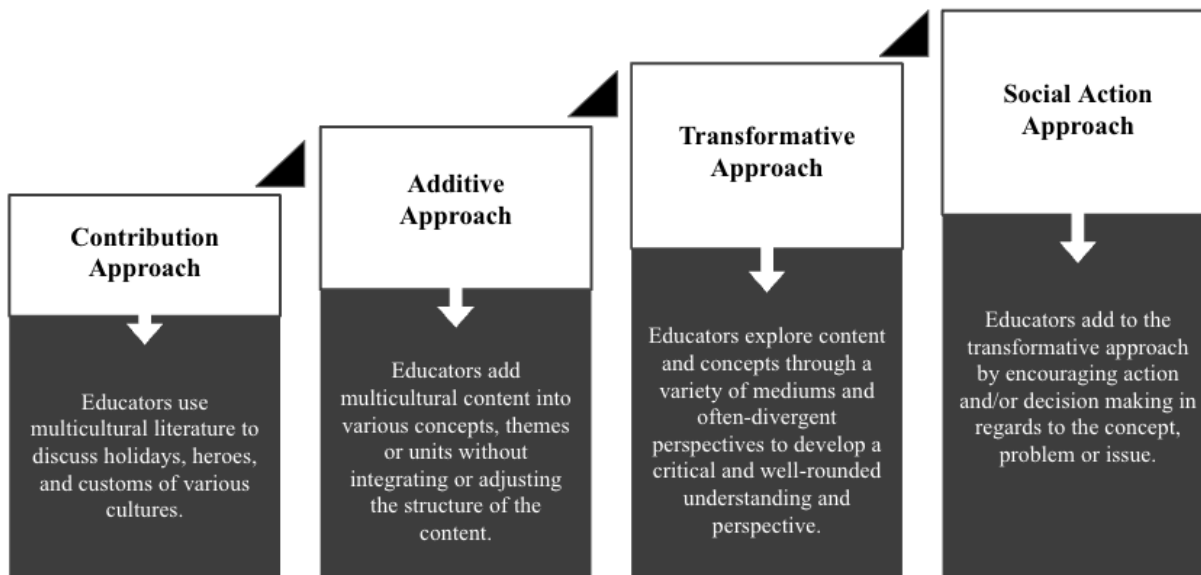 Contribution
Approach
Educators use
multicultural literature to
discuss holidays, heroes,
and customs of various
cultures.
Additive
Approach
Educators add
multicultural content into
various concepts, themes
or units without
integrating or adjusting
the structure of the
content.
Transformative
Approach
Educators explore content
and concepts through a
variety of mediums and
often-divergent
perspectives to develop a
critical and well-rounded
understanding and
perspective.
Social Action
Approach
Educators add to the
transformative approach
by encouraging action
and/or decision making in
regards to the concept,
problem or issue.